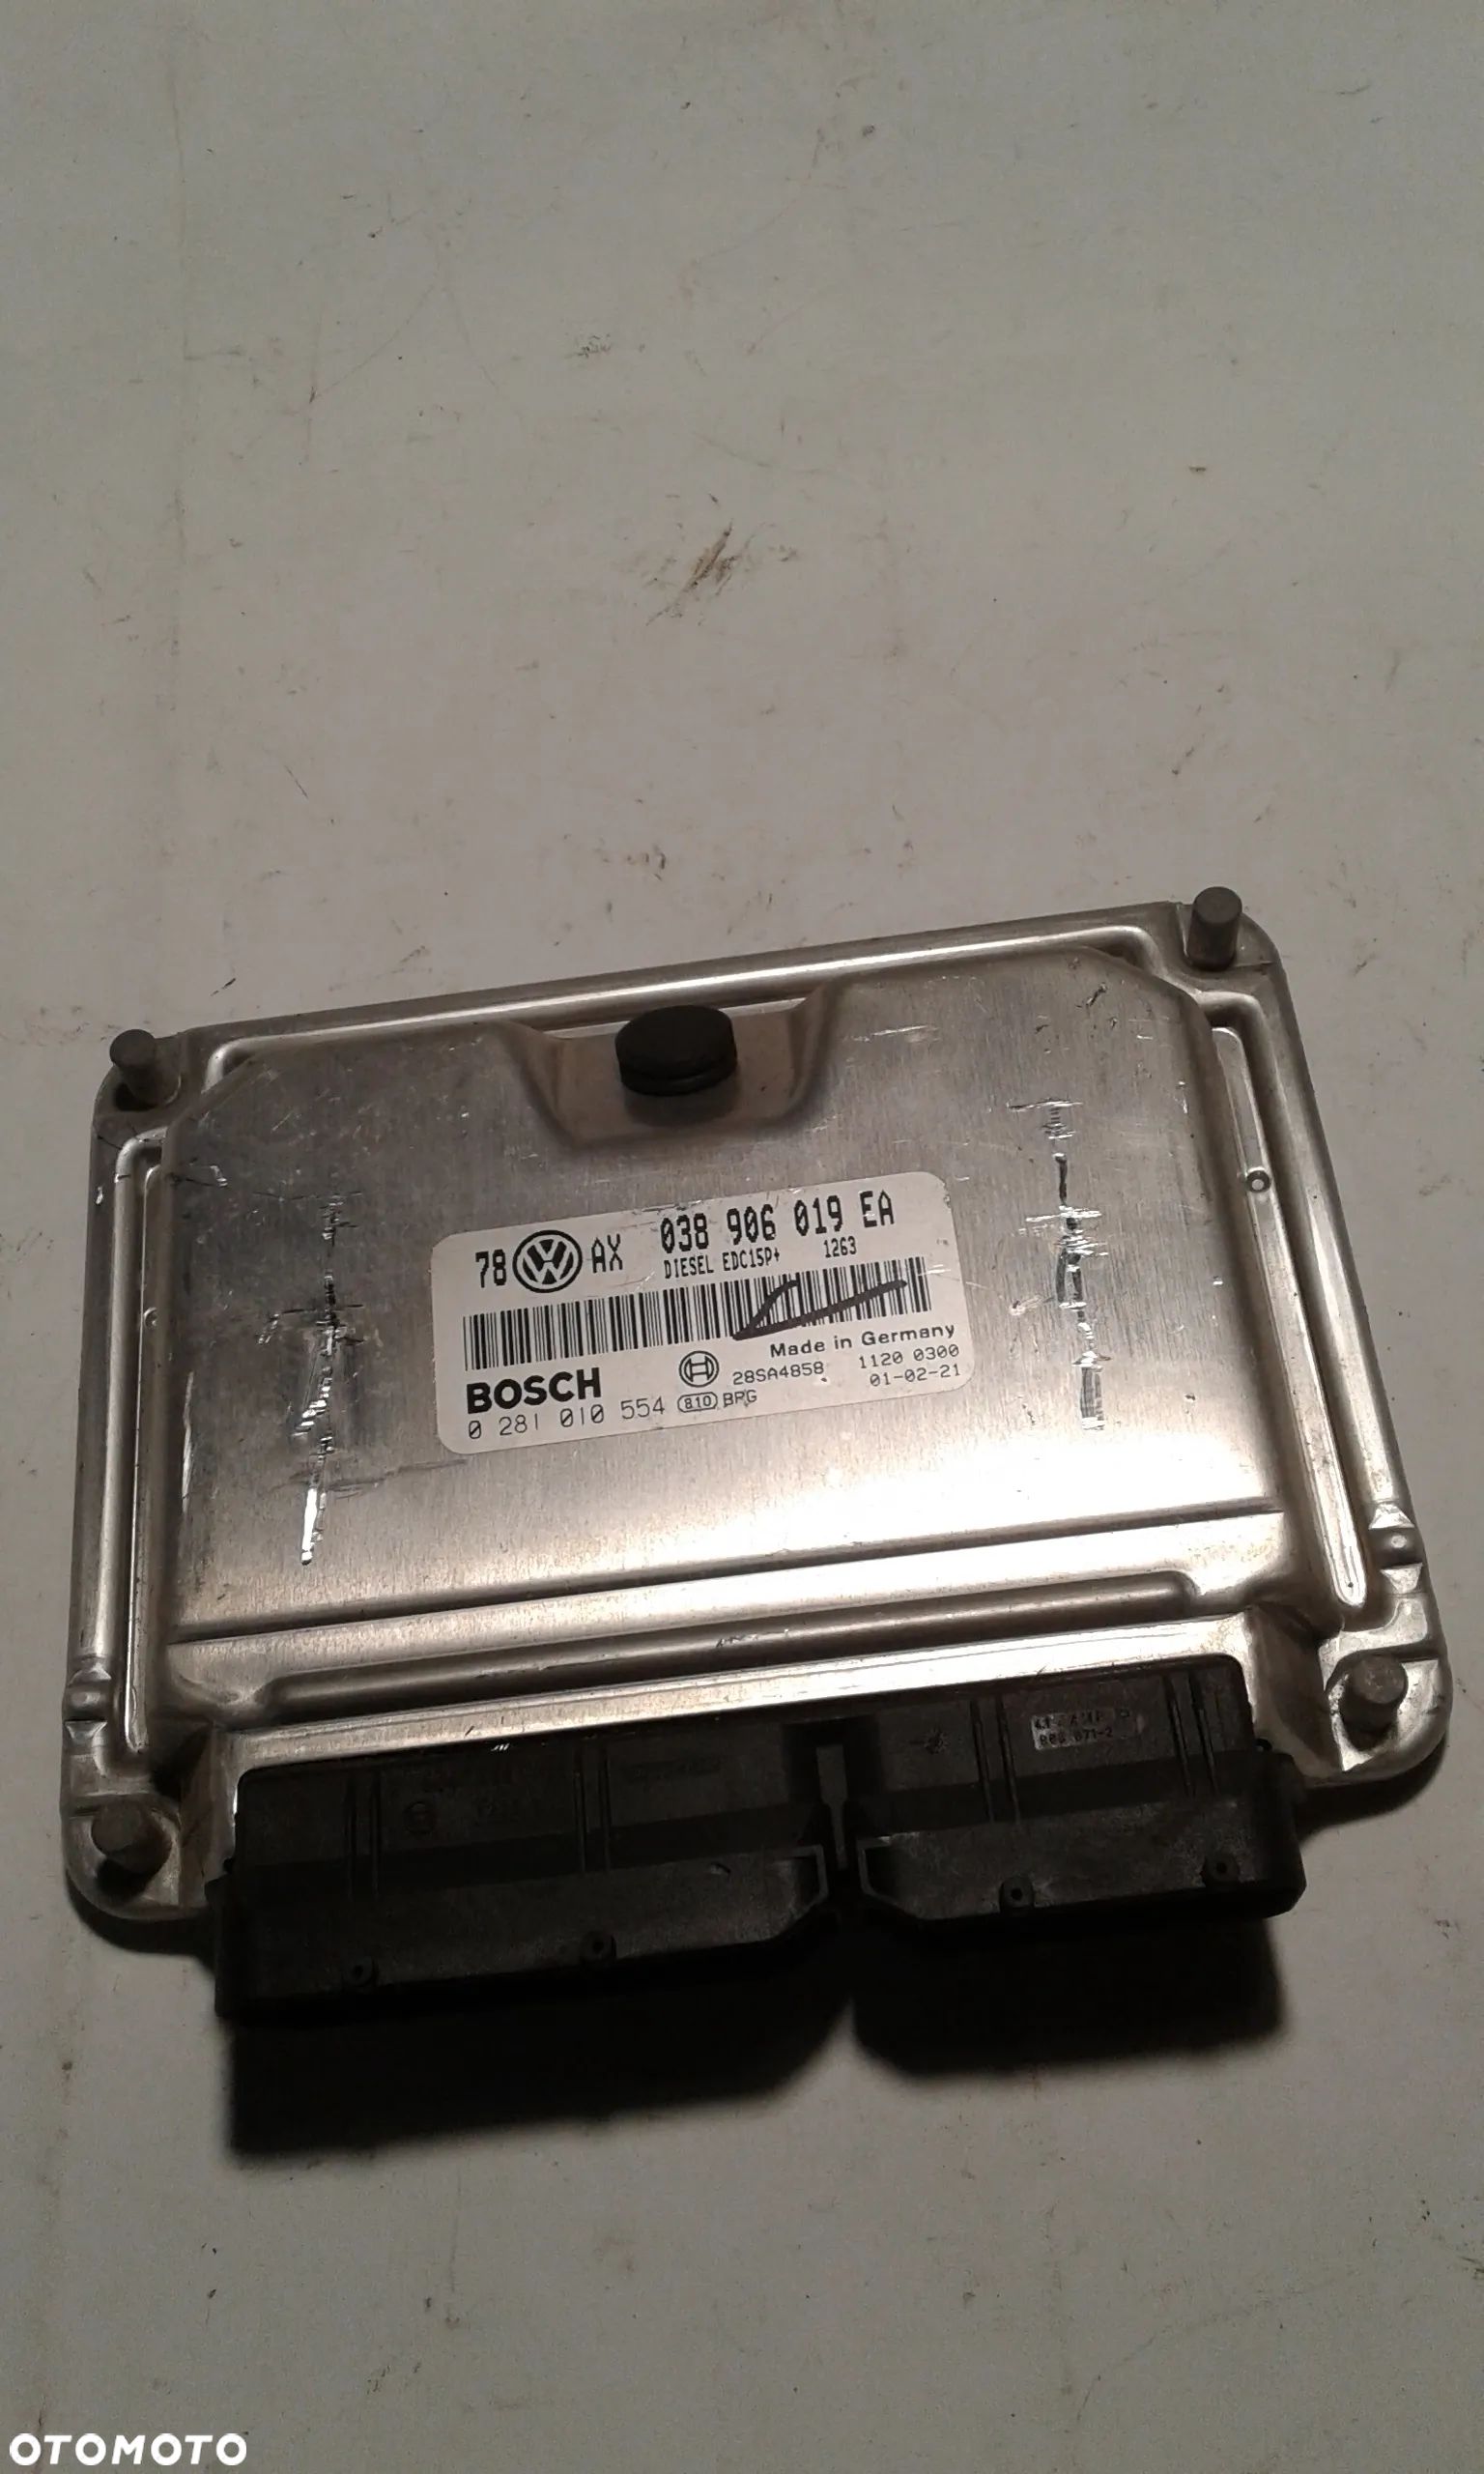 78 VW AX 038 906 019 EA
DIESEL EDC15P+ 1263
Made in Germany
BOSCH 28SA4858 1120 0300
0 281 010 554 810 BPG 01-02-21
OTOMOTO